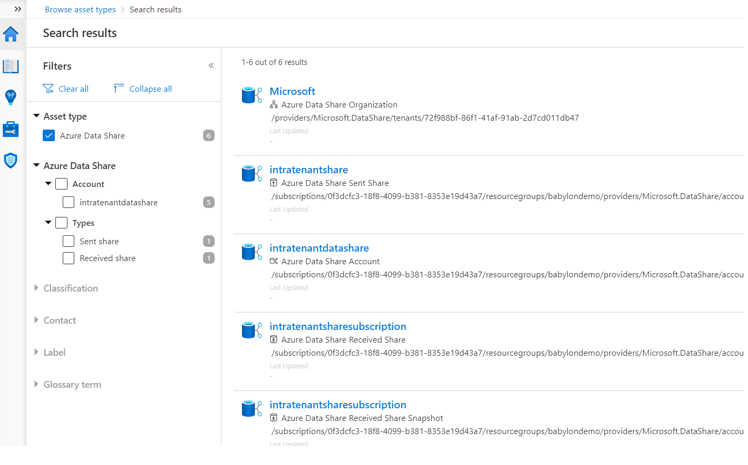 Browse asset types > Search results
Search results
Filters
Clear all
Collapse all
Asset type
Azure Data Share 6
Azure Data Share
Account
intratenantdatashare 5
Types
Sent share 1
Received share 1
Classification
Contact
Label
Glossary term
1-6 out of 6 results
Microsoft
Azure Data Share Organization
/providers/Microsoft.DataShare/tenants/72f988bf-86f1-41af-91ab-2d7cd011db47
Last Updated
-
intratenantshare
Azure Data Share Sent Share
/subscriptions/0f3dcfc3-18f8-4099-b381-8353e19d43a7/resourcegroups/babylondemo/providers/Microsoft.DataShare/accou
Last Updated
-
intratenantdatashare
Azure Data Share Account
/subscriptions/0f3dcfc3-18f8-4099-b381-8353e19d43a7/resourcegroups/babylondemo/providers/Microsoft.DataShare/accou
Last Updated
-
intratenantsharesubscription
Azure Data Share Received Share
/subscriptions/0f3dcfc3-18f8-4099-b381-8353e19d43a7/resourcegroups/babylondemo/providers/Microsoft.DataShare/accou
Last Updated
-
intratenantsharesubscription
Azure Data Share Received Share Snapshot
/subscriptions/0f3dcfc3-18f8-4099-b381-8353e19d43a7/resourcegroups/babylondemo/providers/Microsoft.DataShare/accou
Last Updated